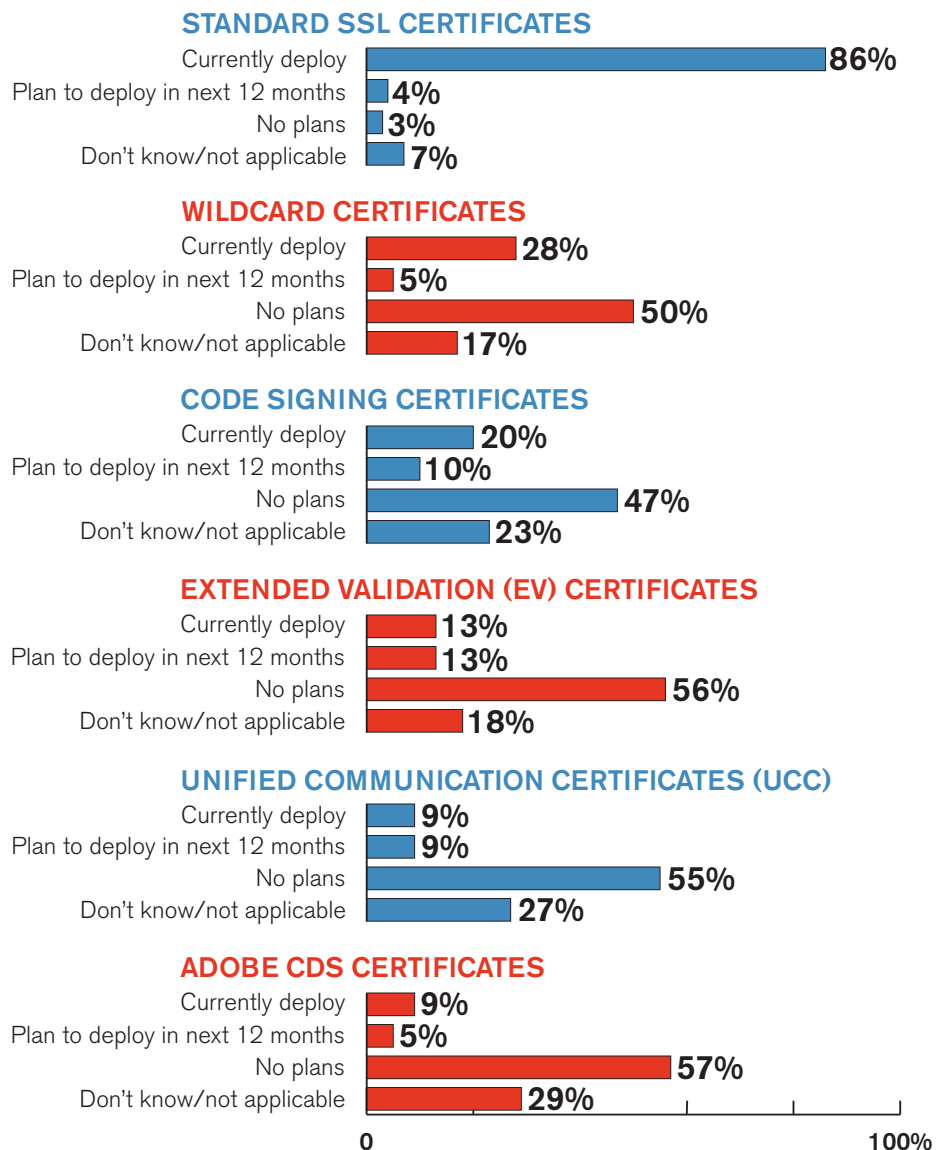 STANDARD SSL CERTIFICATES
Currently deploy 86%
Plan to deploy in next 12 months 4%
No plans 3%
Don't know/not applicable 7%
WILDCARD CERTIFICATES
Currently deploy 28%
Plan to deploy in next 12 months 5%
No plans 50%
Don't know/not applicable 17%
CODE SIGNING CERTIFICATES
Currently deploy 20%
Plan to deploy in next 12 months 10%
No plans 47%
Don't know/not applicable 23%
EXTENDED VALIDATION (EV) CERTIFICATES
Currently deploy 13%
Plan to deploy in next 12 months 13%
No plans 56%
Don't know/not applicable 18%
UNIFIED COMMUNICATION CERTIFICATES (UCC)
Currently deploy 9%
Plan to deploy in next 12 months 9%
No plans 55%
Don't know/not applicable 27%
ADOBE CDS CERTIFICATES
Currently deploy 9%
Plan to deploy in next 12 months 5%
No plans 57%
Don't know/not applicable 29%
0 100%